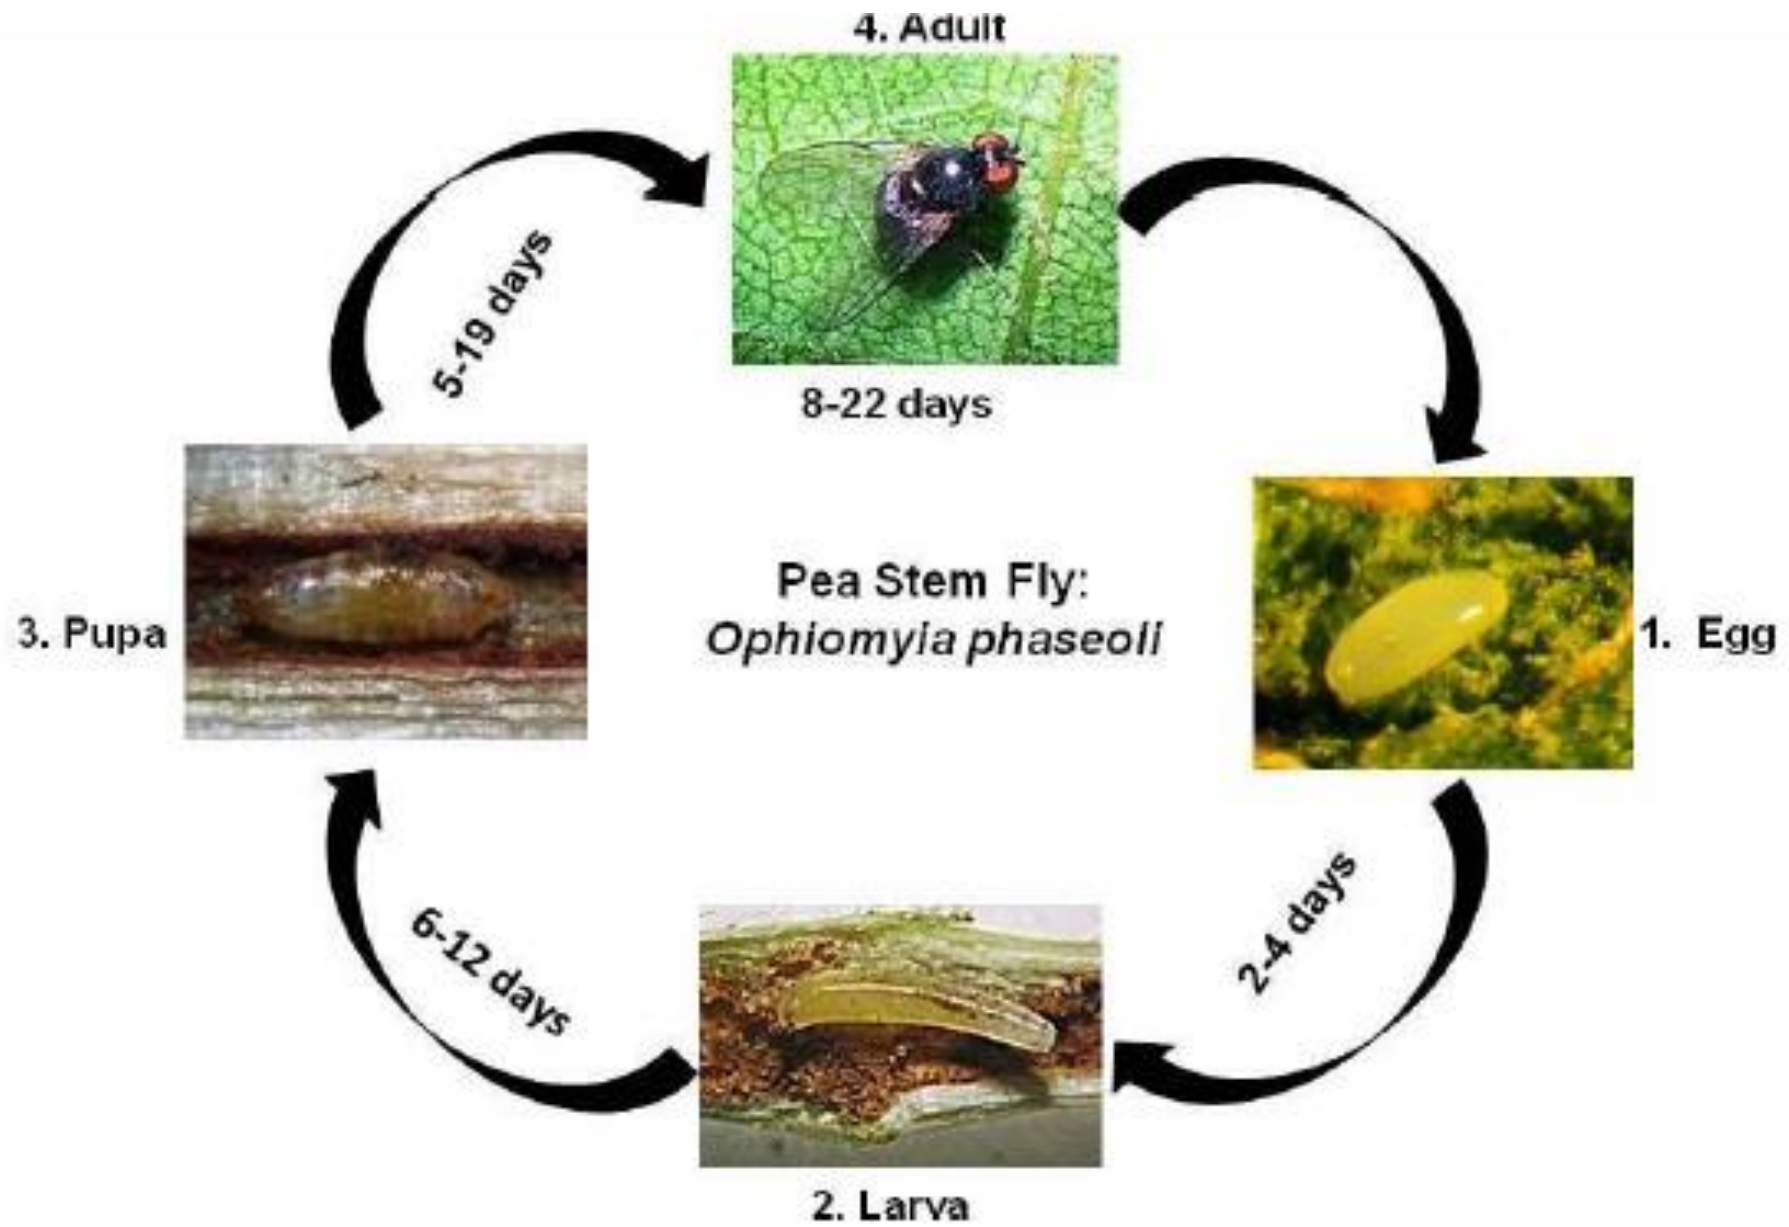 4. Adult
8-22 days
5-19 days
3. Pupa
Pea Stem Fly:
Ophiomyia phaseoli
1. Egg
6-12 days
2-4 days
2. Larva